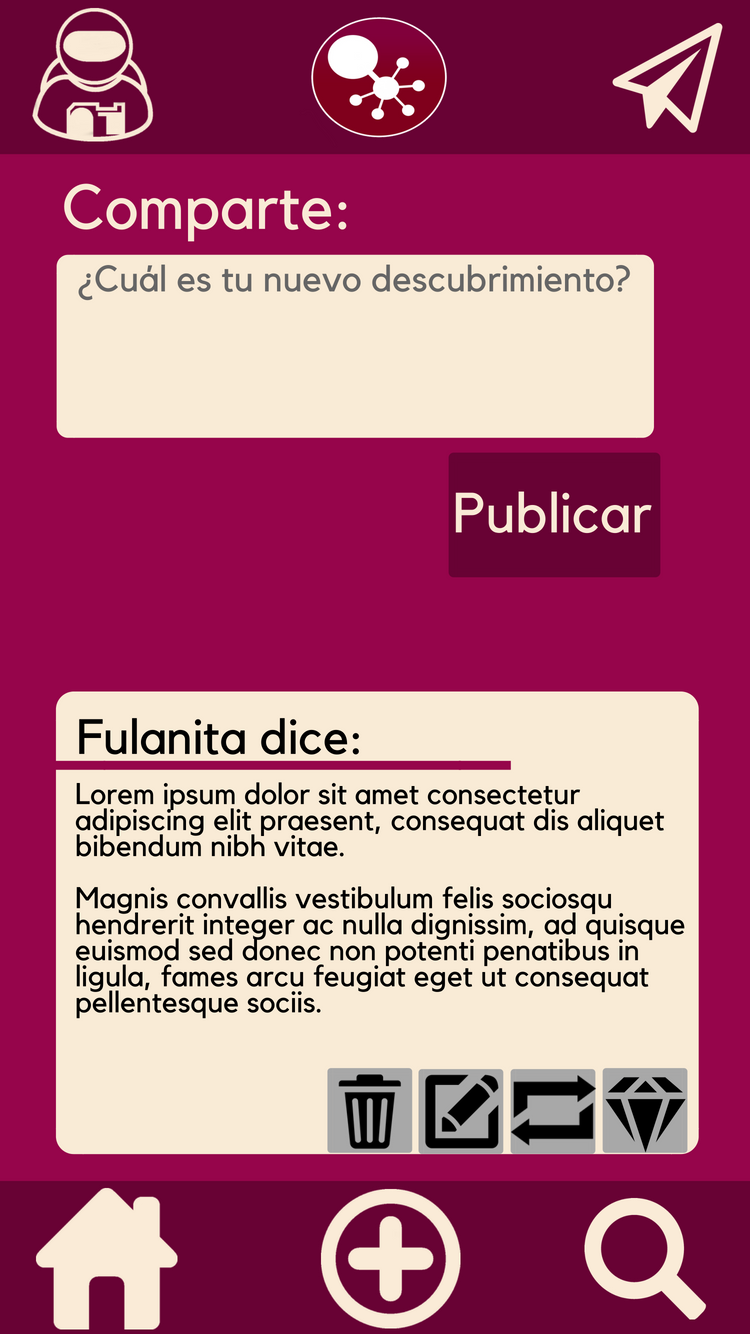 Comparte:
¿Cuál es tu nuevo descubrimiento?
Publicar
Fulanita dice:
Lorem ipsum dolor sit amet consectetur
adipiscing elit praesent, consequat dis aliquet
bibendum nibh vitae.
Magnis convallis vestibulum felis sociosqu
hendrerit integer ac nulla dignissim, ad quisque
euismod sed donec non potenti penatibus in
ligula, fames arcu feugiat eget ut consequat
pellentesque sociis.